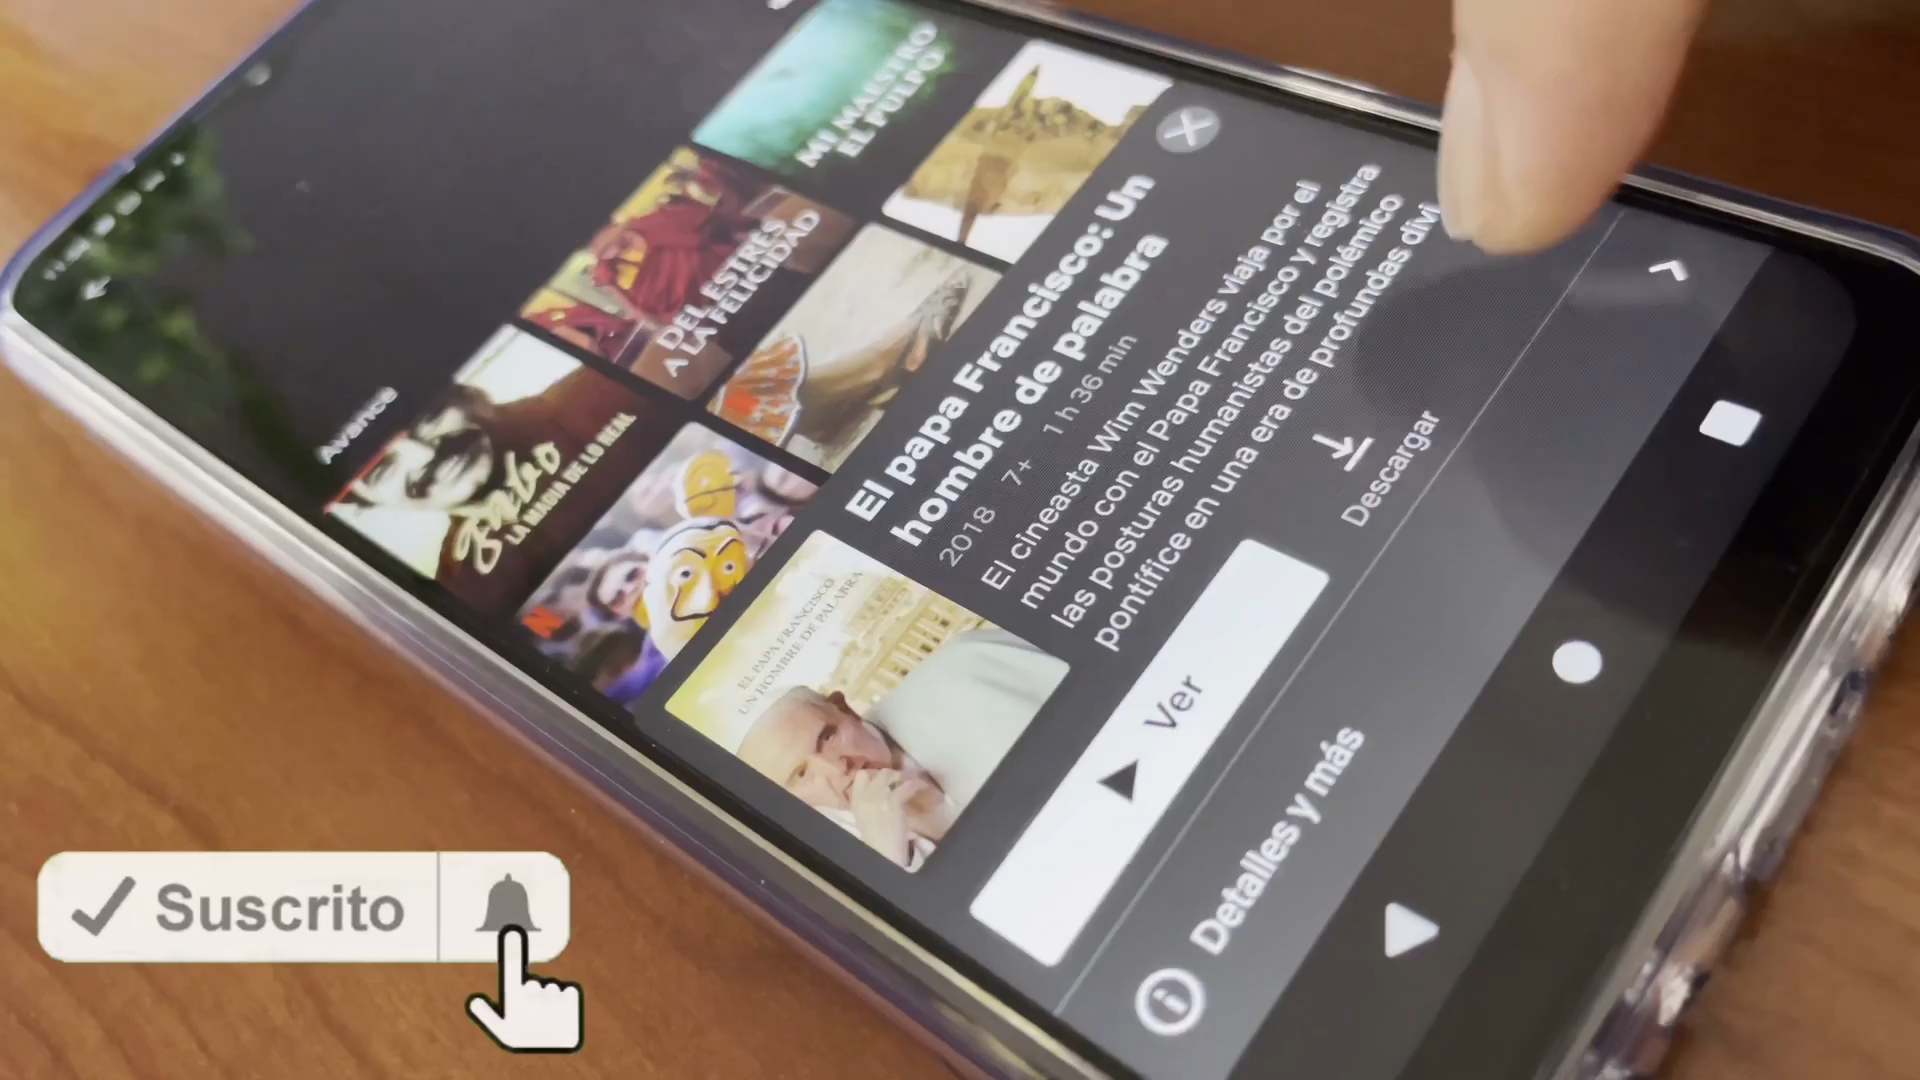 MI MAESTRO
EL PULPO
DEL ESTRÉS
A LA FELICIDAD
Avance
gabo
LA MAGIA DE LO REAL
N
EL PAPA FRANCISCO
UN HOMBRE DE PALABRA
El papa Francisco: Un
hombre de palabra
2018 7+ 1 h 36 min
El cineasta Wim Wenders viaja por el
mundo con el Papa Francisco y registra
las posturas humanistas del polémico
pontífice en una era de profundas divi
Ver
Descargar
Detalles y más
Suscrito